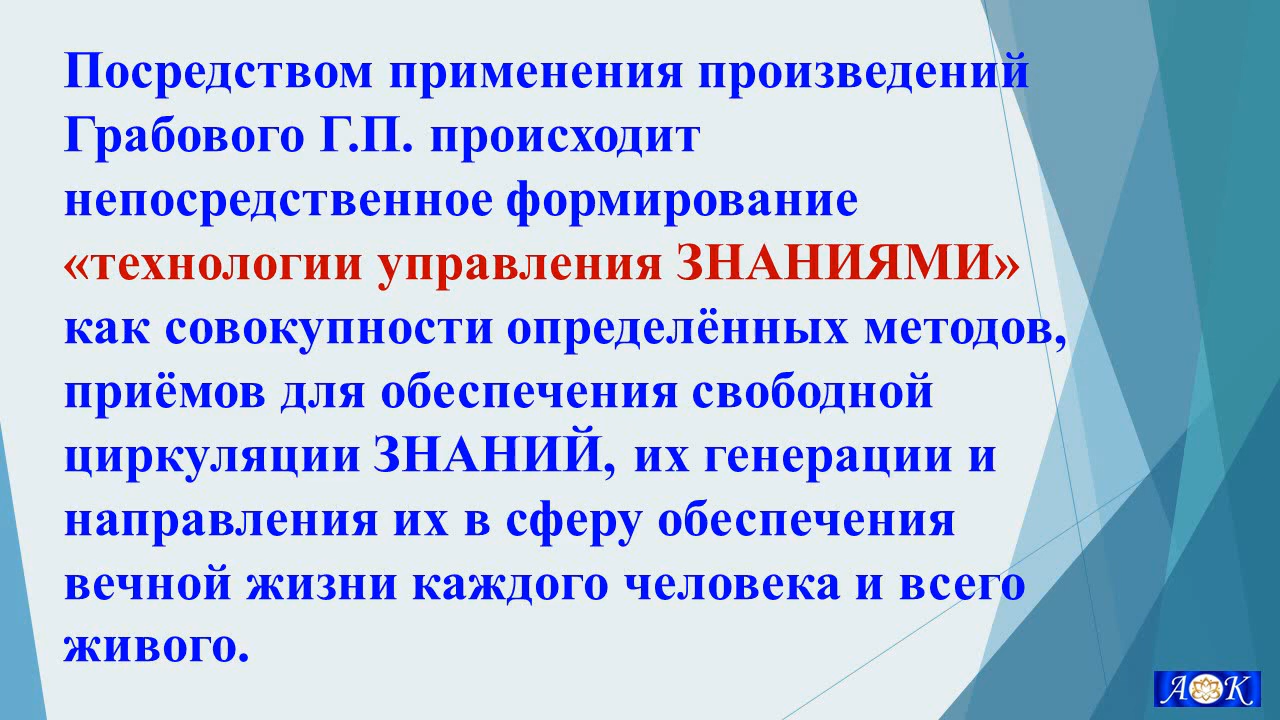 Посредством применения произведений
Грабового Г.П. происходит
непосредственное формирование
«технологии управления ЗНАНИЯМИ»
как совокупности определённых методов,
приёмов для обеспечения свободной
циркуляции ЗНАНИЙ, их генерации и
направления их в сферу обеспечения
вечной жизни каждого человека и всего
живого.
А К